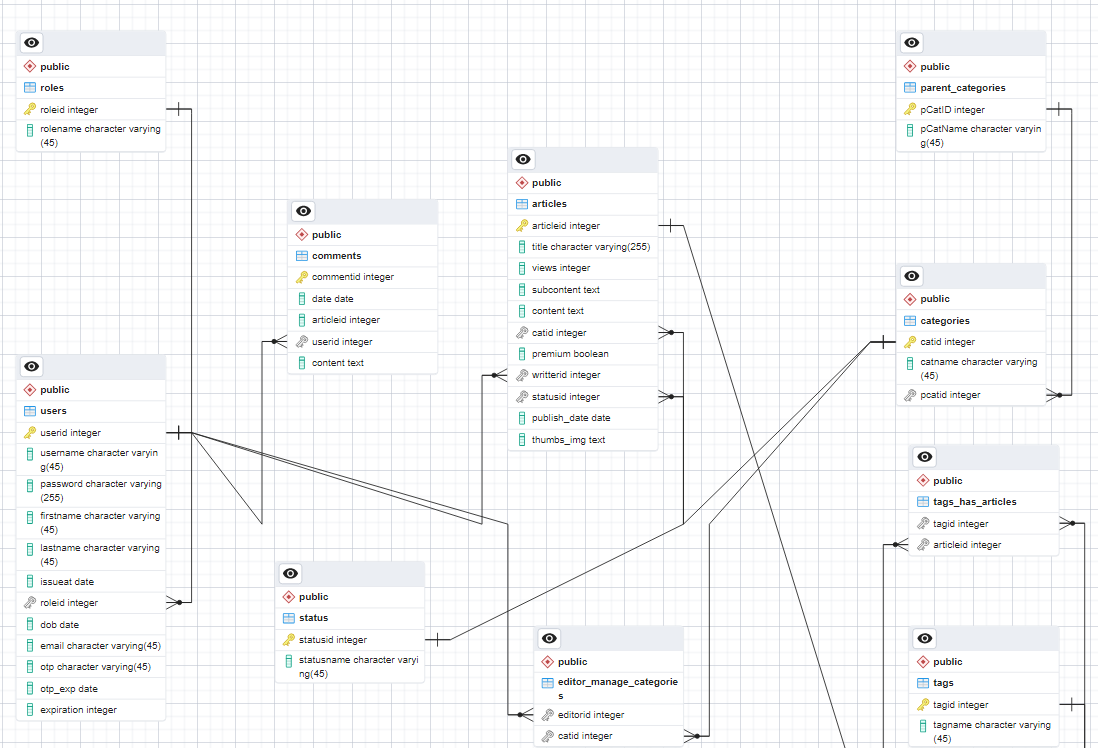 public
roles
roleid integer
rolename character varying
(45)
public
parent_categories
pCatID integer
pCatName character varyin
g(45)
public
articles
articleid integer
title character varying(255)
views integer
subcontent text
content text
catid integer
premium boolean
writterid integer
statusid integer
publish_date date
thumbs_img text
public
comments
commentid integer
date date
articleid integer
userid integer
content text
public
categories
catid integer
catname character varying
(45)
pcatid integer
public
users
userid integer
username character varyin
g(45)
password character varying
(255)
firstname character varying
(45)
lastname character varying
(45)
issueat date
roleid integer
dob date
email character varying(45)
otp character varying(45)
otp_exp date
expiration integer
public
tags_has_articles
tagid integer
articleid integer
public
status
statusid integer
statusname character varyi
ng(45)
public
editor_manage_categorie
s
editorid integer
catid integer
public
tags
tagid integer
tagname character varying
(45)